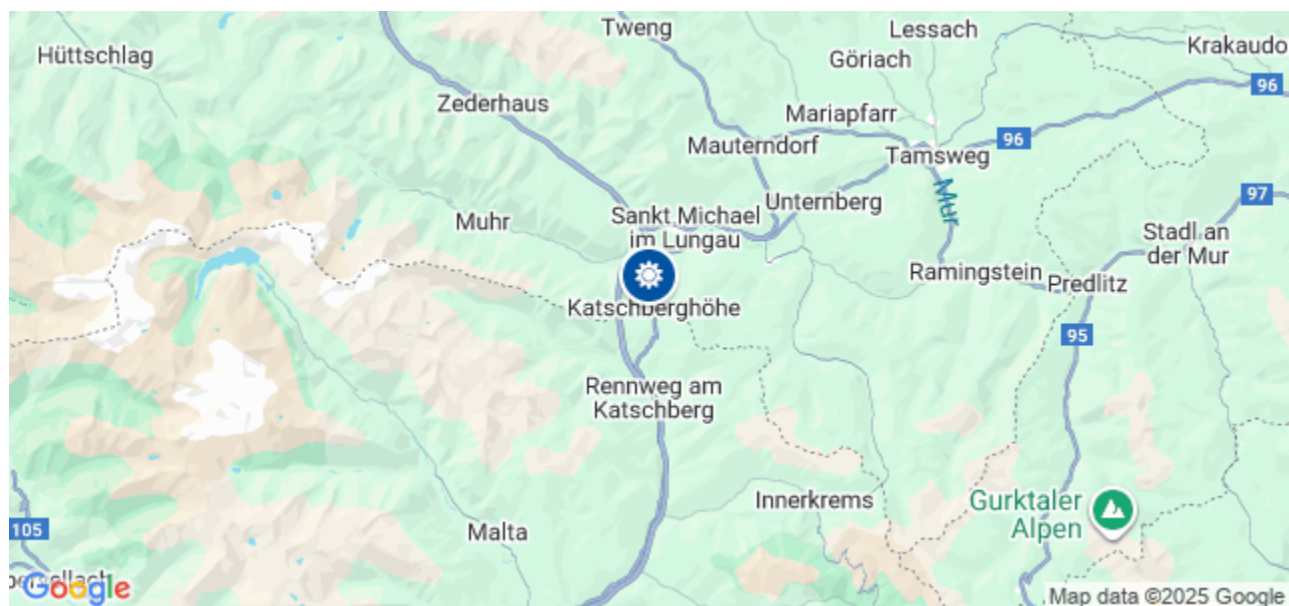 Tweng
Lessach
Hüttschlag
Göriach
Krakaudo
96
Zederhaus
Mariapfarr
96
Mauterndorf
Tamsweg
Mur
97
Muhr
Sankt Michael
im Lungau
Unternberg
Stadl an
der Mur
Ramingstein
Predlitz
Katschberghöhe
95
Rennweg am
Katschberg
Innerkrems
Gurktaler
Alpen
105
Malta
Google
Map data ©2025 Google